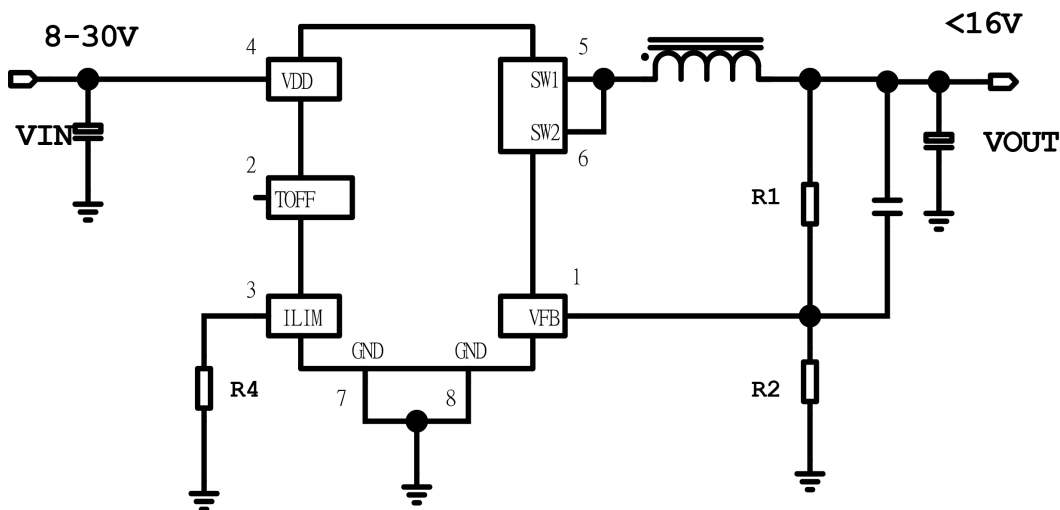 8-30V
<16V
4
5
VDD
SW1
VIN
SW2
VOUT
6
2
TOFF
R1
3
1
ILIM
VFB
GND
GND
R4
7
8
R2